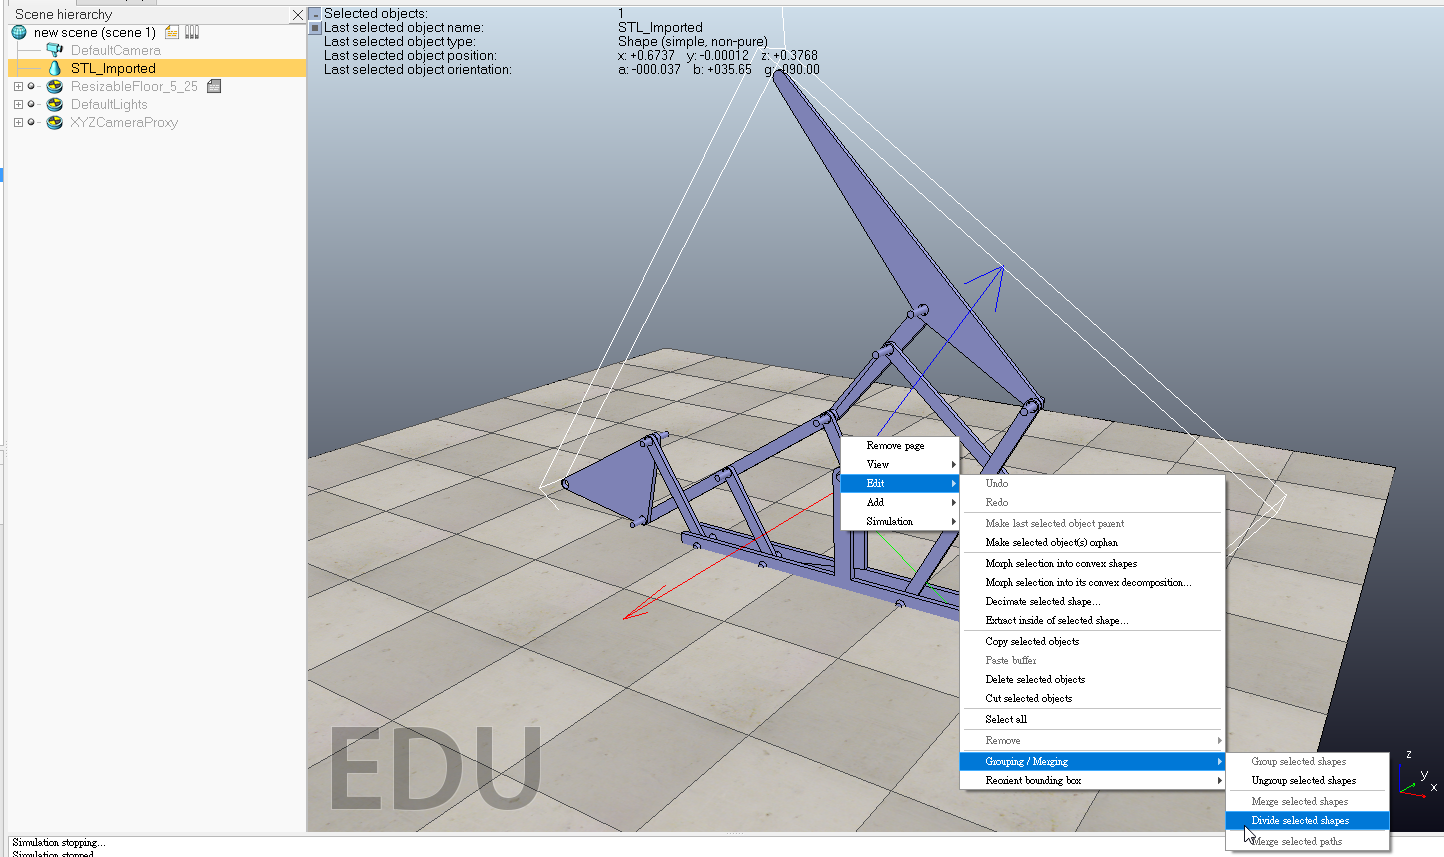 Scene hierarchy
new scene (scene 1)
DefaultCamera
STL_Imported
ResizableFloor_5_25
DefaultLights
XYZCameraProxy
Selected objects: 1
Last selected object name: STL_Imported
Last selected object type: Shape (simple, non-pure)
Last selected object position: x: +0.6737 y: -0.00012 z: +0.3768
Last selected object orientation: a: -000.037 b: +035.65 g: -090.00
Remove page
View
Edit
Add
Simulation
Undo
Redo
Make last selected object parent
Make selected object(s) orphan
Morph selection into convex shapes
Morph selection into its convex decomposition...
Decimate selected shape...
Extract inside of selected shape...
Copy selected objects
Paste buffer
Delete selected objects
Cut selected objects
Select all
Remove
Grouping / Merging
Reorient bounding box
Group selected shapes
Ungroup selected shapes
Merge selected shapes
Divide selected shapes
Merge selected paths
EDU
z
y
x
Simulation stopping...
Simulation stopped